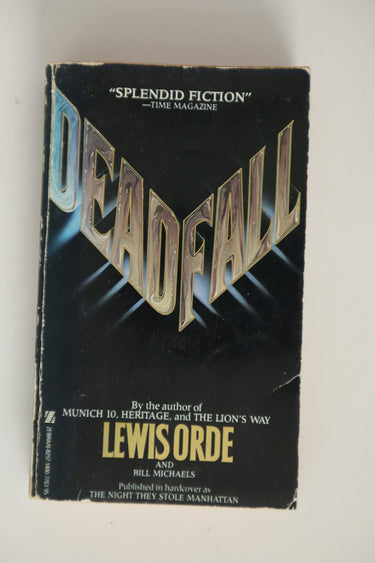 "SPLENDID FICTION"
—TIME MAGAZINE
DEADFALL
By the author of
MUNICH 10, HERITAGE, and THE LION'S WAY
LEWIS ORDE
AND
BILL MICHAELS
Published in hardcover as
THE NIGHT THEY STOLE MANHATTAN